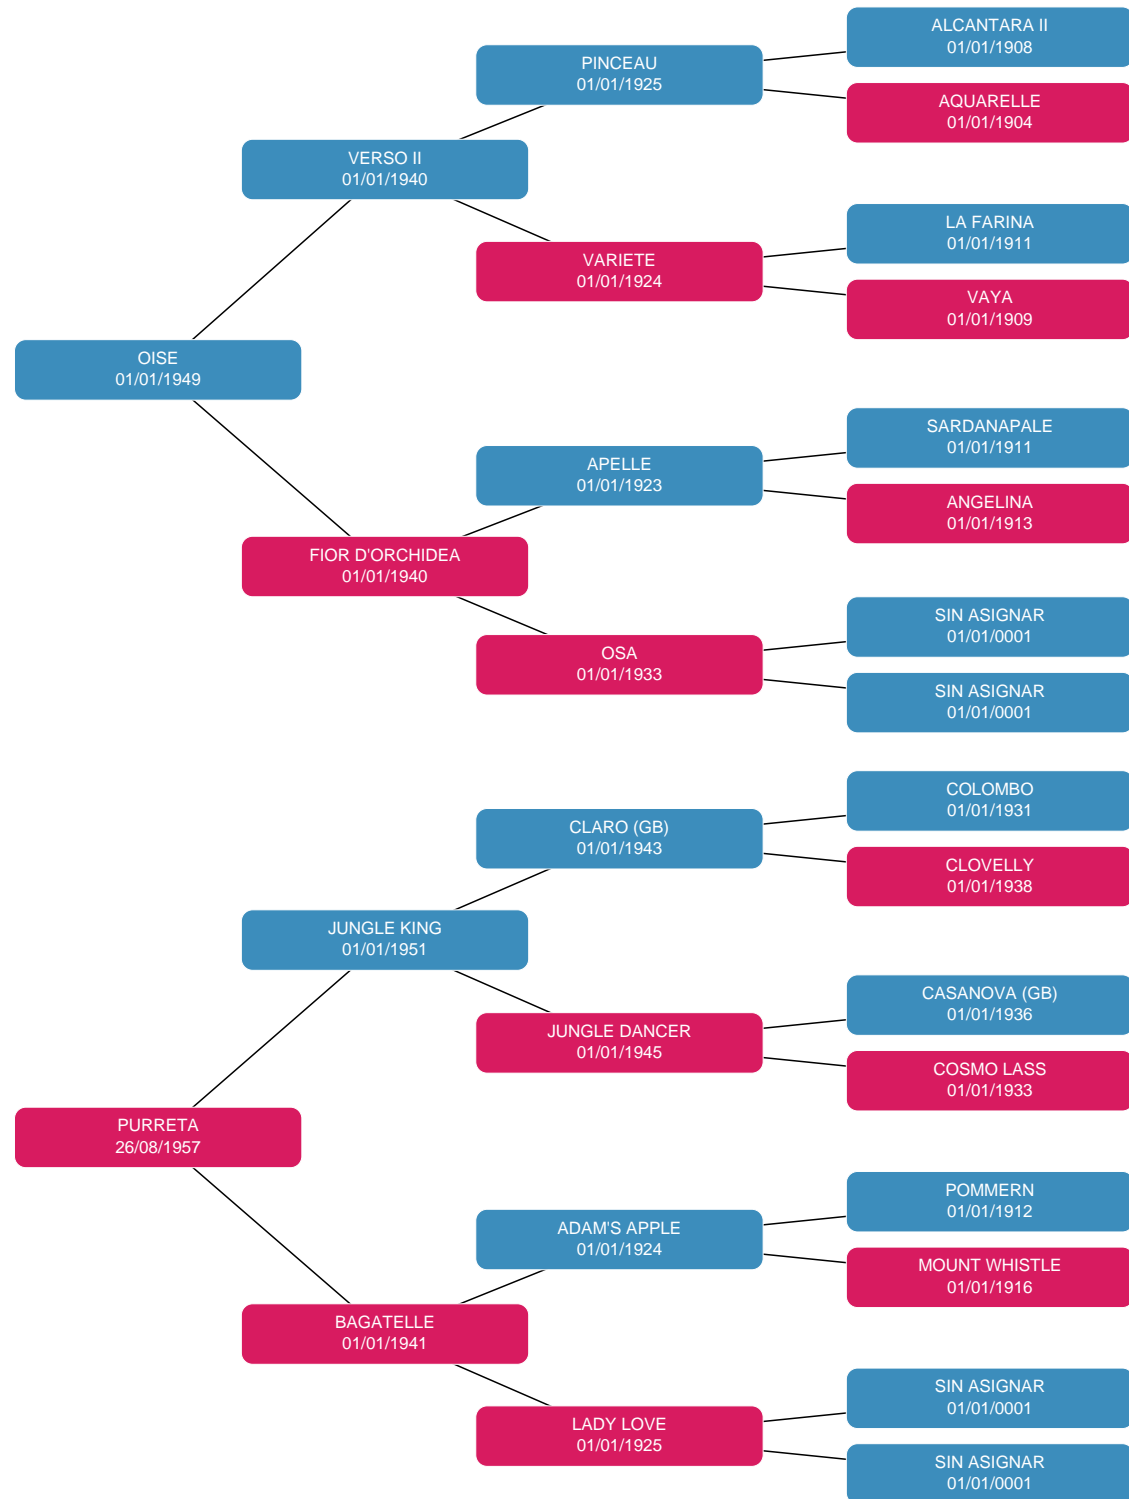 ALCANTARA II
01/01/1908
PINCEAU
01/01/1925
AQUARELLE
01/01/1904
VERSO II
01/01/1940
LA FARINA
01/01/1911
VARIETE
01/01/1924
VAYA
01/01/1909
OISE
01/01/1949
SARDANAPALE
01/01/1911
APELLE
01/01/1923
ANGELINA
01/01/1913
FIOR D'ORCHIDEA
01/01/1940
SIN ASIGNAR
01/01/0001
OSA
01/01/1933
SIN ASIGNAR
01/01/0001
COLOMBO
01/01/1931
CLARO (GB)
01/01/1943
CLOVELLY
01/01/1938
JUNGLE KING
01/01/1951
CASANOVA (GB)
01/01/1936
JUNGLE DANCER
01/01/1945
COSMO LASS
01/01/1933
PURRETA
26/08/1957
POMMERN
01/01/1912
ADAM'S APPLE
01/01/1924
MOUNT WHISTLE
01/01/1916
BAGATELLE
01/01/1941
SIN ASIGNAR
01/01/0001
LADY LOVE
01/01/1925
SIN ASIGNAR
01/01/0001